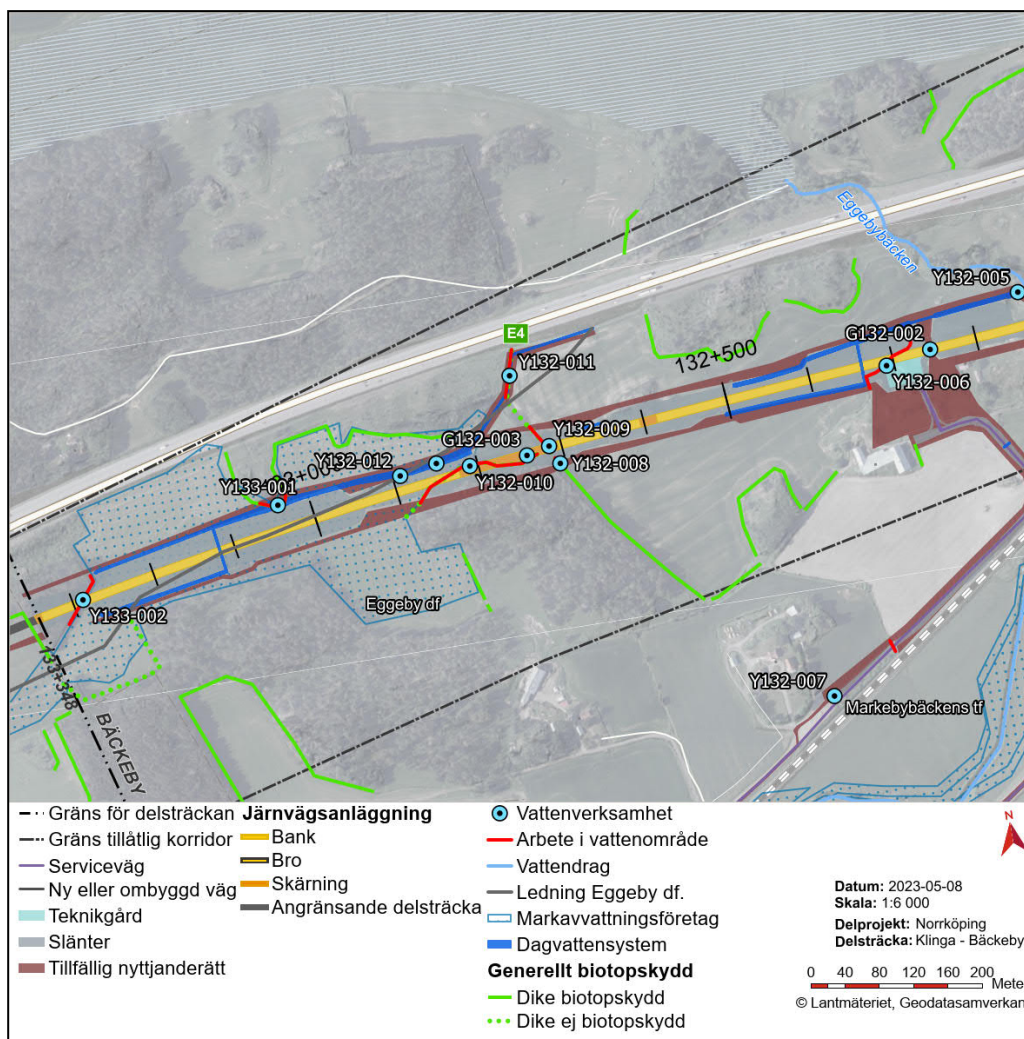 Eggebybäcken
Y132-005
G132-002
E4
132+500
Y132-011
Y132-006
Y132-009
G132-003
Y132-012
Y132-008
Y132-010
Y133-001
Eggeby df
Y133-002
133+348
BÄCKEBY
Y132-007
Markebybäckens tf
Gräns för delsträckan
Gräns tillåtlig korridor
Serviceväg
Ny eller ombyggd väg
Teknikgård
Slänter
Tillfällig nyttjanderätt
Järnvägsanläggning
Bank
Bro
Skärning
Angränsande delsträcka
Vattenverksamhet
Arbete i vattenområde
Vattendrag
Ledning Eggeby df.
Markavvattningsföretag
Dagvattensystem
Generellt biotopskydd
Dike biotopskydd
Dike ej biotopskydd
N
Datum: 2023-05-08
Skala: 1:6 000
Delprojekt: Norrköping
Delsträcka: Klinga - Bäckeby
0 40 80 120 160 200
Mete
© Lantmäteriet, Geodatasamverkan